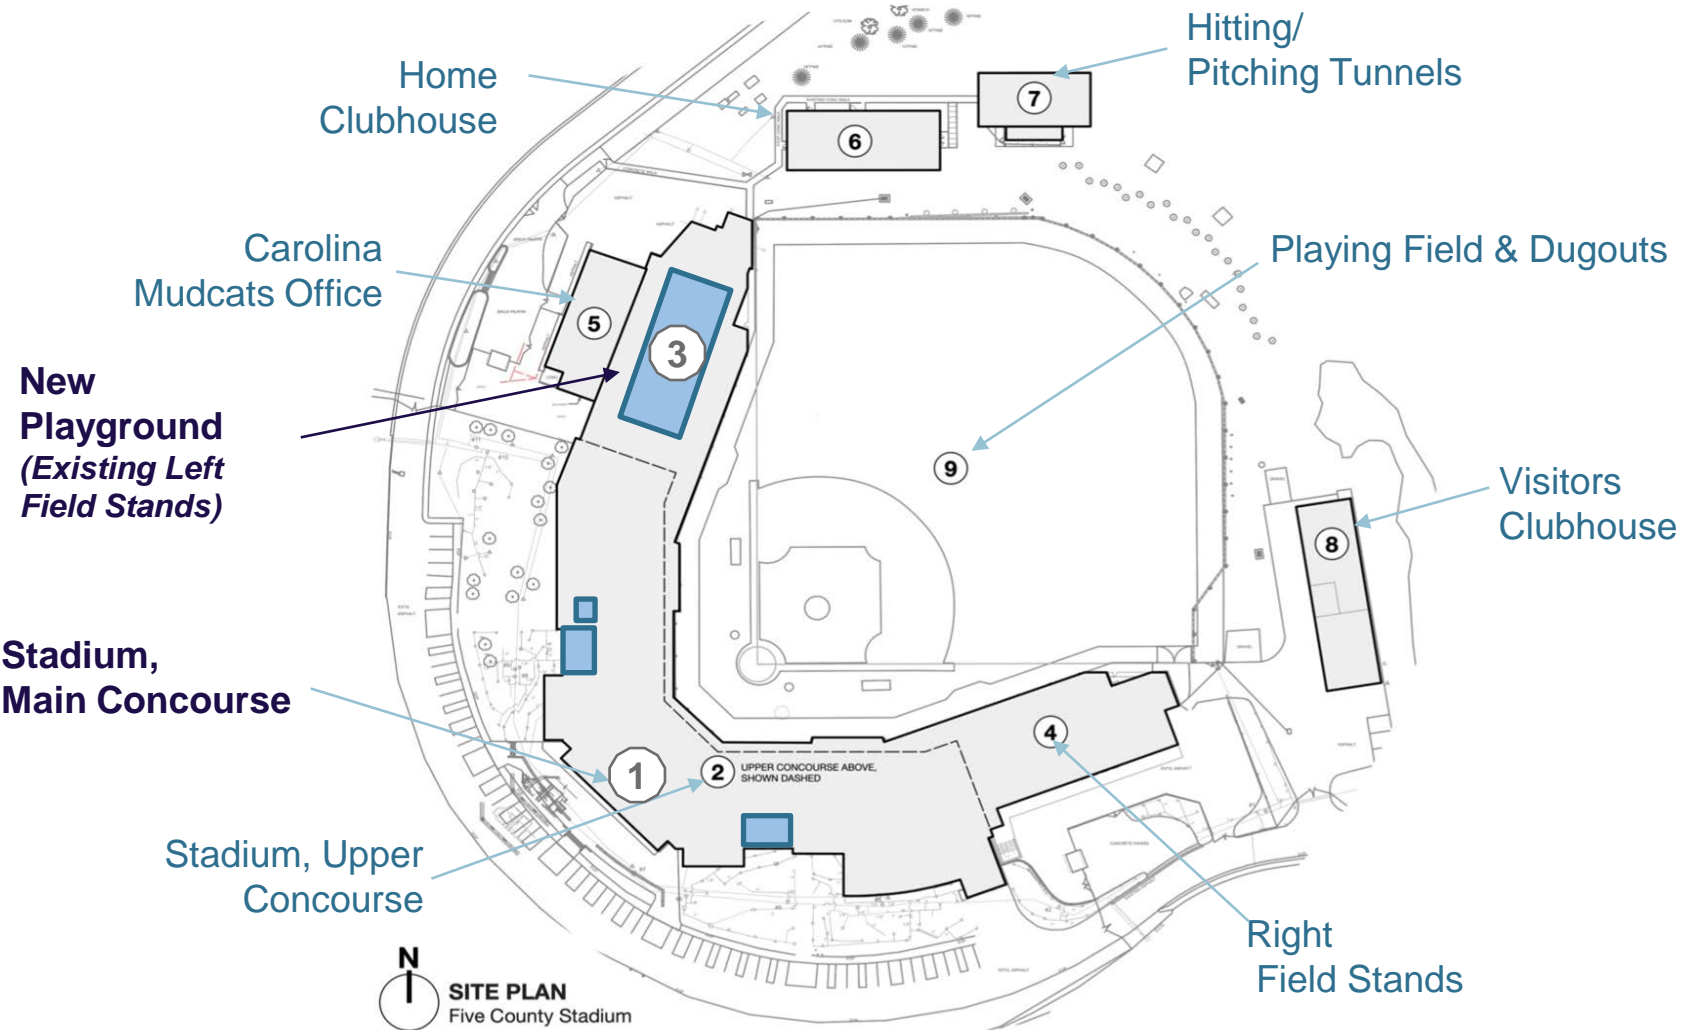 Hitting/
Pitching Tunnels
Home
Clubhouse
7
6
Carolina
Mudcats Office
Playing Field & Dugouts
5
3
New
Playground
(Existing Left
Field Stands)
9
Visitors
Clubhouse
8
Stadium,
Main Concourse
4
1
2
UPPER CONCOURSE ABOVE,
SHOWN DASHED
Stadium, Upper
Concourse
Right
Field Stands
N
SITE PLAN
Five County Stadium